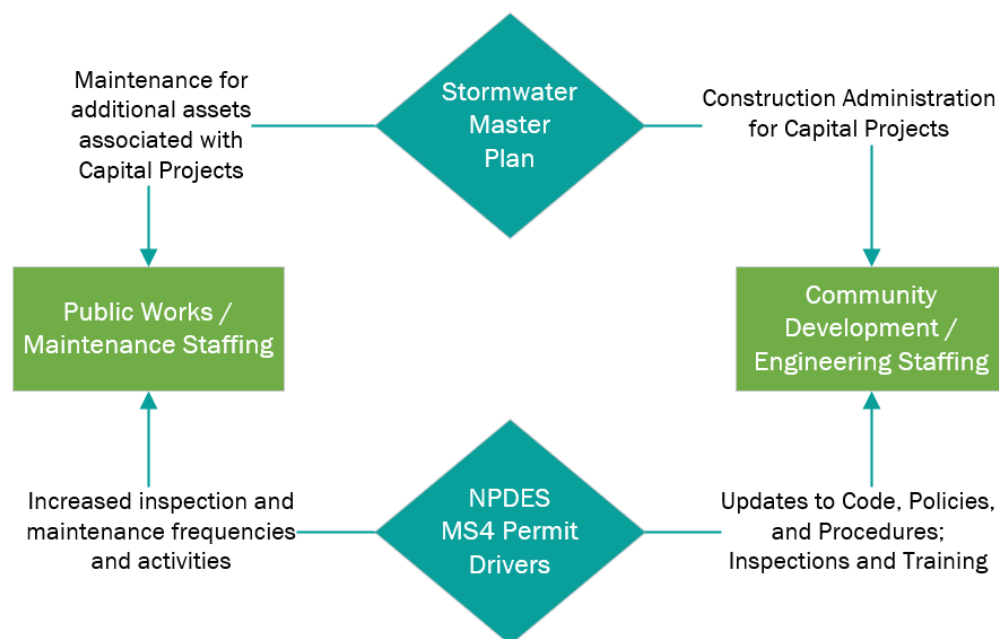 Maintenance for
additional assets
associated with
Capital Projects
Stormwater
Master
Plan
Construction Administration
for Capital Projects
Public Works /
Maintenance Staffing
Community
Development /
Engineering Staffing
Increased inspection and
maintenance frequencies
and activities
NPDES
MS4 Permit
Drivers
Updates to Code, Policies,
and Procedures;
Inspections and Training